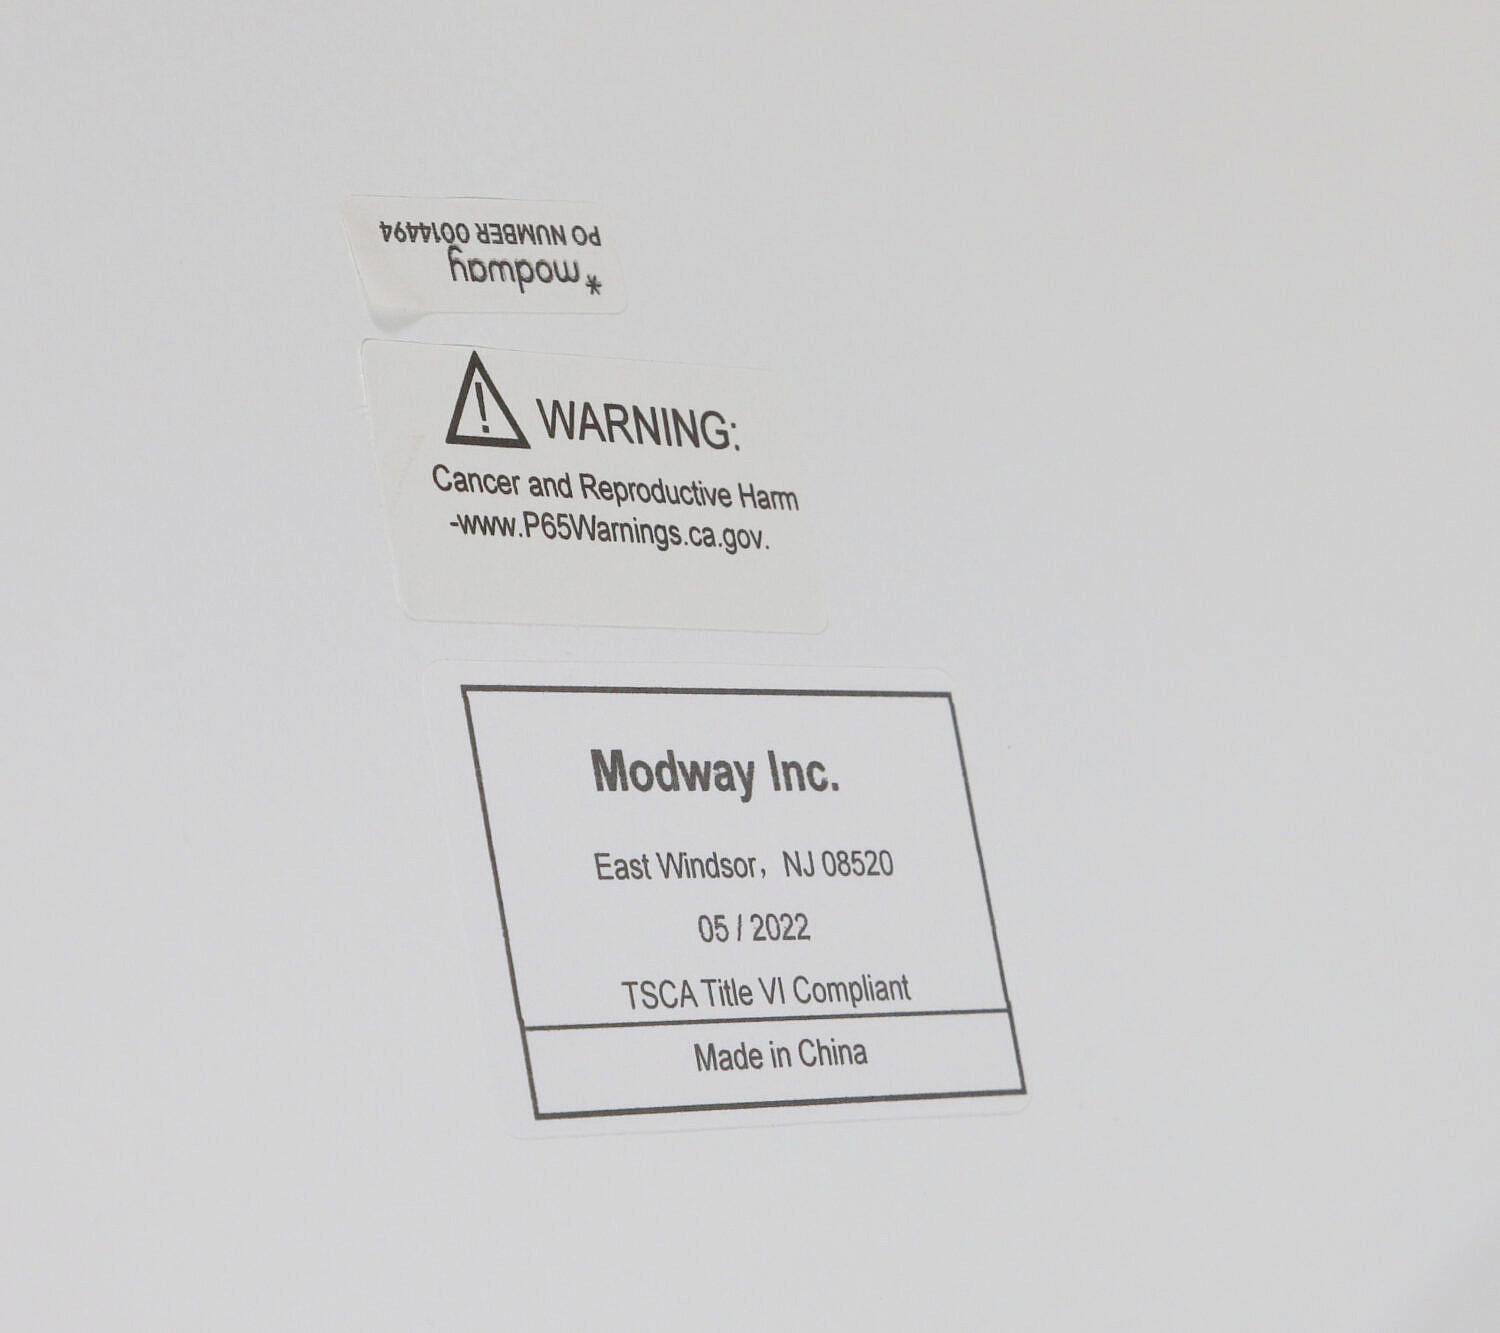 *modway
PO NUMBER 0014494
WARNING:
Cancer and Reproductive Harm
-www.P65Warnings.ca.gov.
Modway Inc.
East Windsor, NJ 08520
05 / 2022
TSCA Title VI Compliant
Made in China